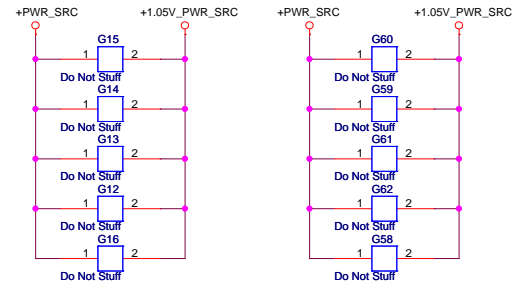 +PWR_SRC +1.05V_PWR_SRC +PWR_SRC +1.05V_PWR_SRC
G15 G60
1 2 1 2
Do Not Stuff Do Not Stuff
G14 G59
1 2 1 2
Do Not Stuff Do Not Stuff
G13 G61
1 2 1 2
Do Not Stuff Do Not Stuff
G12 G62
1 2 1 2
Do Not Stuff Do Not Stuff
G16 G58
1 2 1 2
Do Not Stuff Do Not Stuff